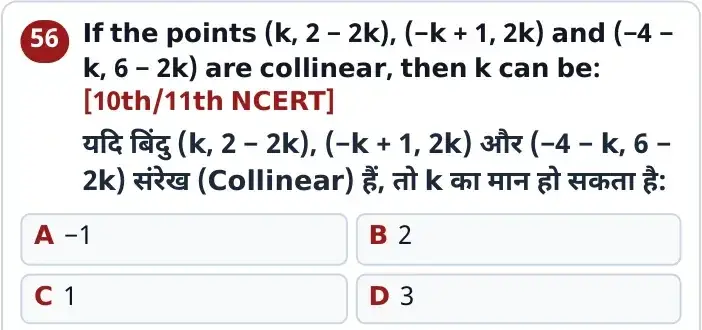 56 If the points (k, 2 − 2k), (−k + 1, 2k) and (−4 −
k, 6 − 2k) are collinear, then k can be:
[10th/11th NCERT]
यदि बिंदु (k, 2 − 2k), (−k + 1, 2k) और (−4 − k, 6 −
2k) संरेख (Collinear) हैं, तो k का मान हो सकता है:
A −1
B 2
C 1
D 3